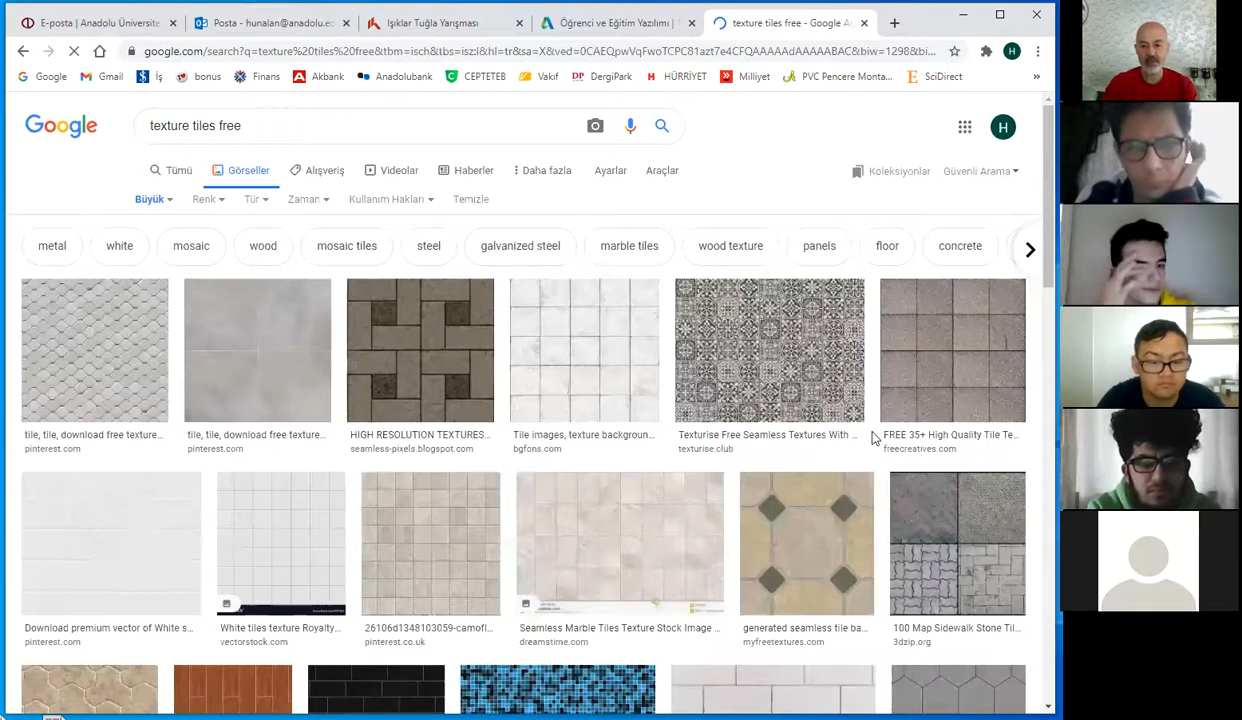 E-posta | Anadolu Üniversite
Posta - hunalan@anadolu.ed
Işıklar Tuğla Yarışması
Öğrenci ve Eğitim Yazılımı |
texture tiles free - Google A
google.com/search?q=texture%20tiles%20free&tbm=isch&tbs=iszl&hl=tr&sa=X&ved=0CAEQpwVqFwoTCPC81azt7e4CFQAAAAAdAAAAABAC&biw=1298&bi...
H
Google
Gmail
İş
bonus
Finans
Akbank
Anadolubank
CEPTETEB
Vakıf
DP DergiPark
H HÜRRİYET
Milliyet
PVC Pencere Monta...
SciDirect
»
Google
texture tiles free
H
Tümü
Görseller
Alışveriş
Videolar
Haberler
Daha fazla
Ayarlar
Araçlar
Koleksiyonlar
Güvenli Arama
Büyük
Renk
Tür
Zaman
Kullanım Hakları
Temizle
metal
white
mosaic
wood
mosaic tiles
steel
galvanized steel
marble tiles
wood texture
panels
floor
concrete
tile, tile, download free texture...
pinterest.com
tile, tile, download free texture...
pinterest.com
HIGH RESOLUTION TEXTURES...
seamless-pixels.blogspot.com
Tile images, texture backgroun...
bgfons.com
Texturise Free Seamless Textures With ...
texturise.club
FREE 35+ High Quality Tile Te...
freecreatives.com
Download premium vector of White s...
pinterest.com
White tiles texture Royalty...
vectorstock.com
26106d1348103059-camofl...
pinterest.co.uk
Seamless Marble Tiles Texture Stock Image ...
dreamstime.com
generated seamless tile ba...
myfreetextures.com
100 Map Sidewalk Stone Til...
3dzip.org